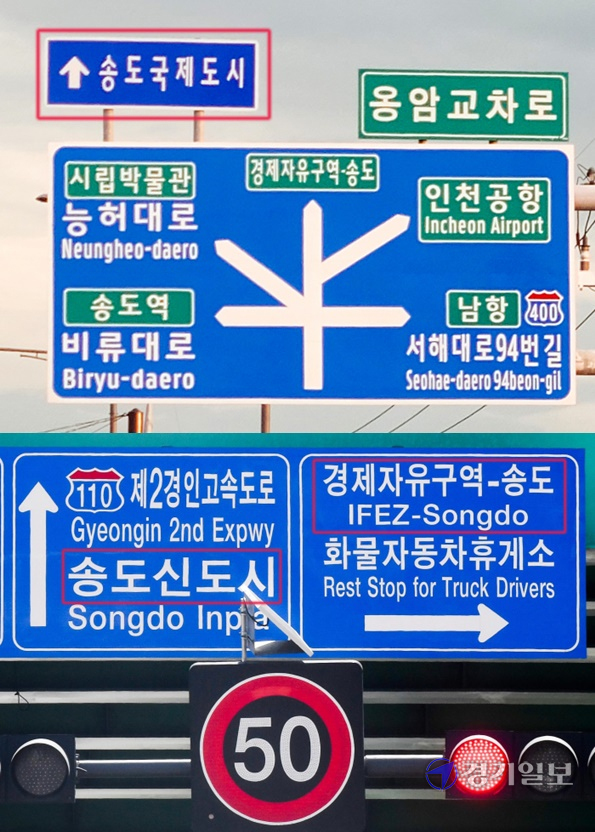 송도국제도시
옹암교차로
시립박물관
능허대로
Neungheo-daero
경제자유구역-송도
인천공항
Incheon Airport
송도역
비류대로
Biryu-daero
남항 400
서해대로94번길
Seohae-daero 94beon-gil
110 제2경인고속도로
Gyeongin 2nd Expwy
송도신도시
Songdo
경제자유구역-송도
IFEZ-Songdo
화물자동차휴게소
Rest Stop for Truck Drivers
50
경기일보